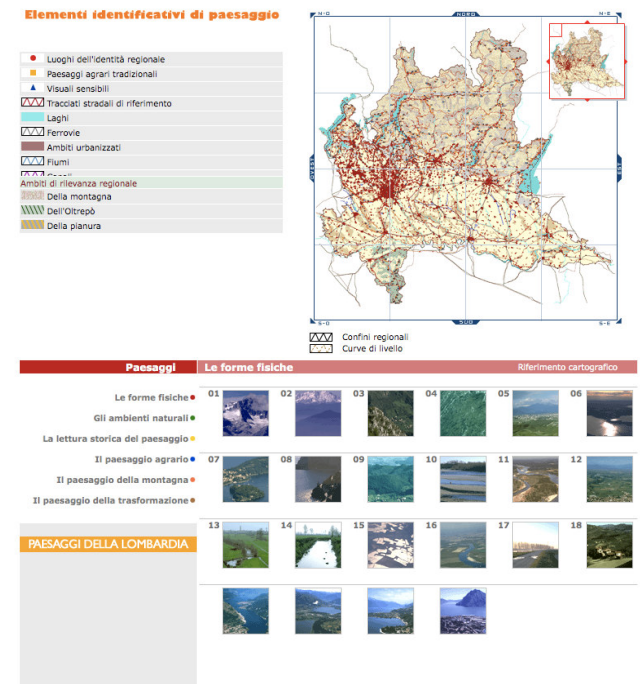 Elementi identificativi di paesaggio
N-O
NORD
N-E
Luoghi dell'identità regionale
Paesaggi agrari tradizionali
Visuali sensibili
Tracciati stradali di riferimento
Laghi
Ferrovie
Ambiti urbanizzati
Fiumi
Ambiti di rilevanza regionale
Della montagna
Dell'Oltrepò
Della pianura
OVEST
EST
S-O
SUD
S-E
Confini regionali
Curve di livello
Paesaggi
Le forme fisiche
Riferimento cartografico
Le forme fisiche
Gli ambienti naturali
La lettura storica del paesaggio
Il paesaggio agrario
Il paesaggio della montagna
Il paesaggio della trasformazione
PAESAGGI DELLA LOMBARDIA
01 02 03 04 05 06
07 08 09 10 11 12
13 14 15 16 17 18